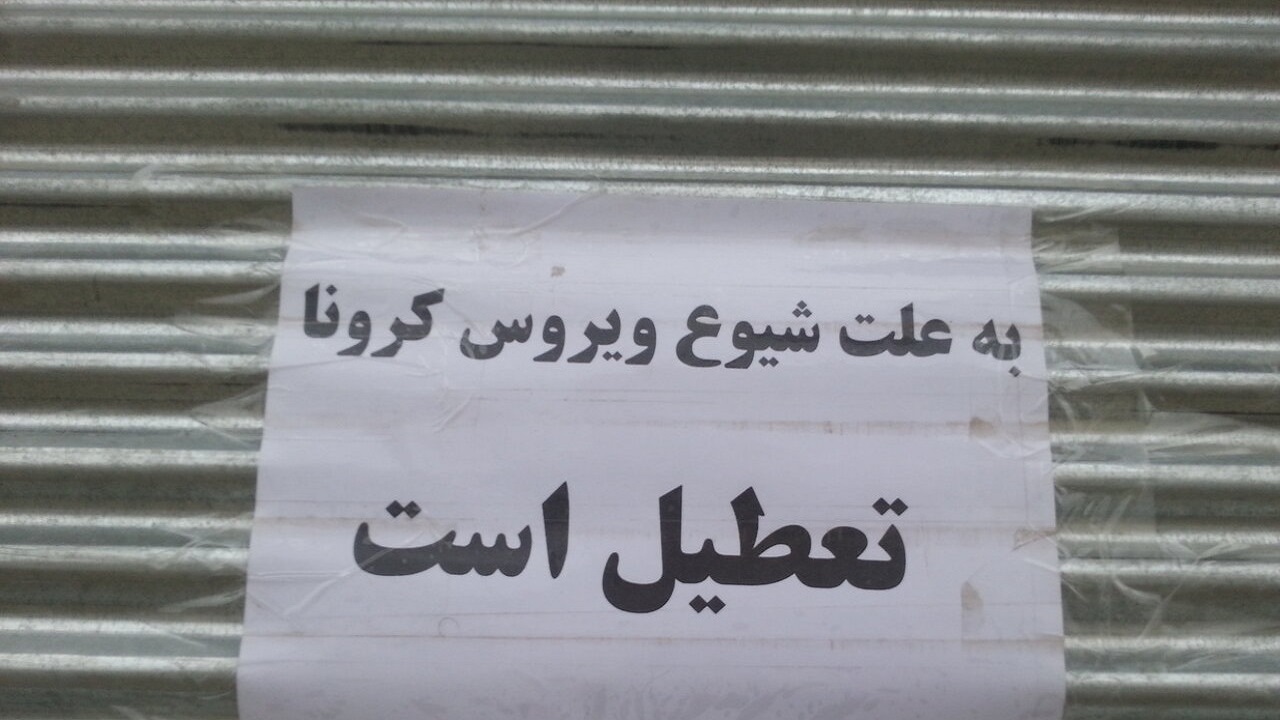 به علت شیوع ویروس کرونا
تعطیل است